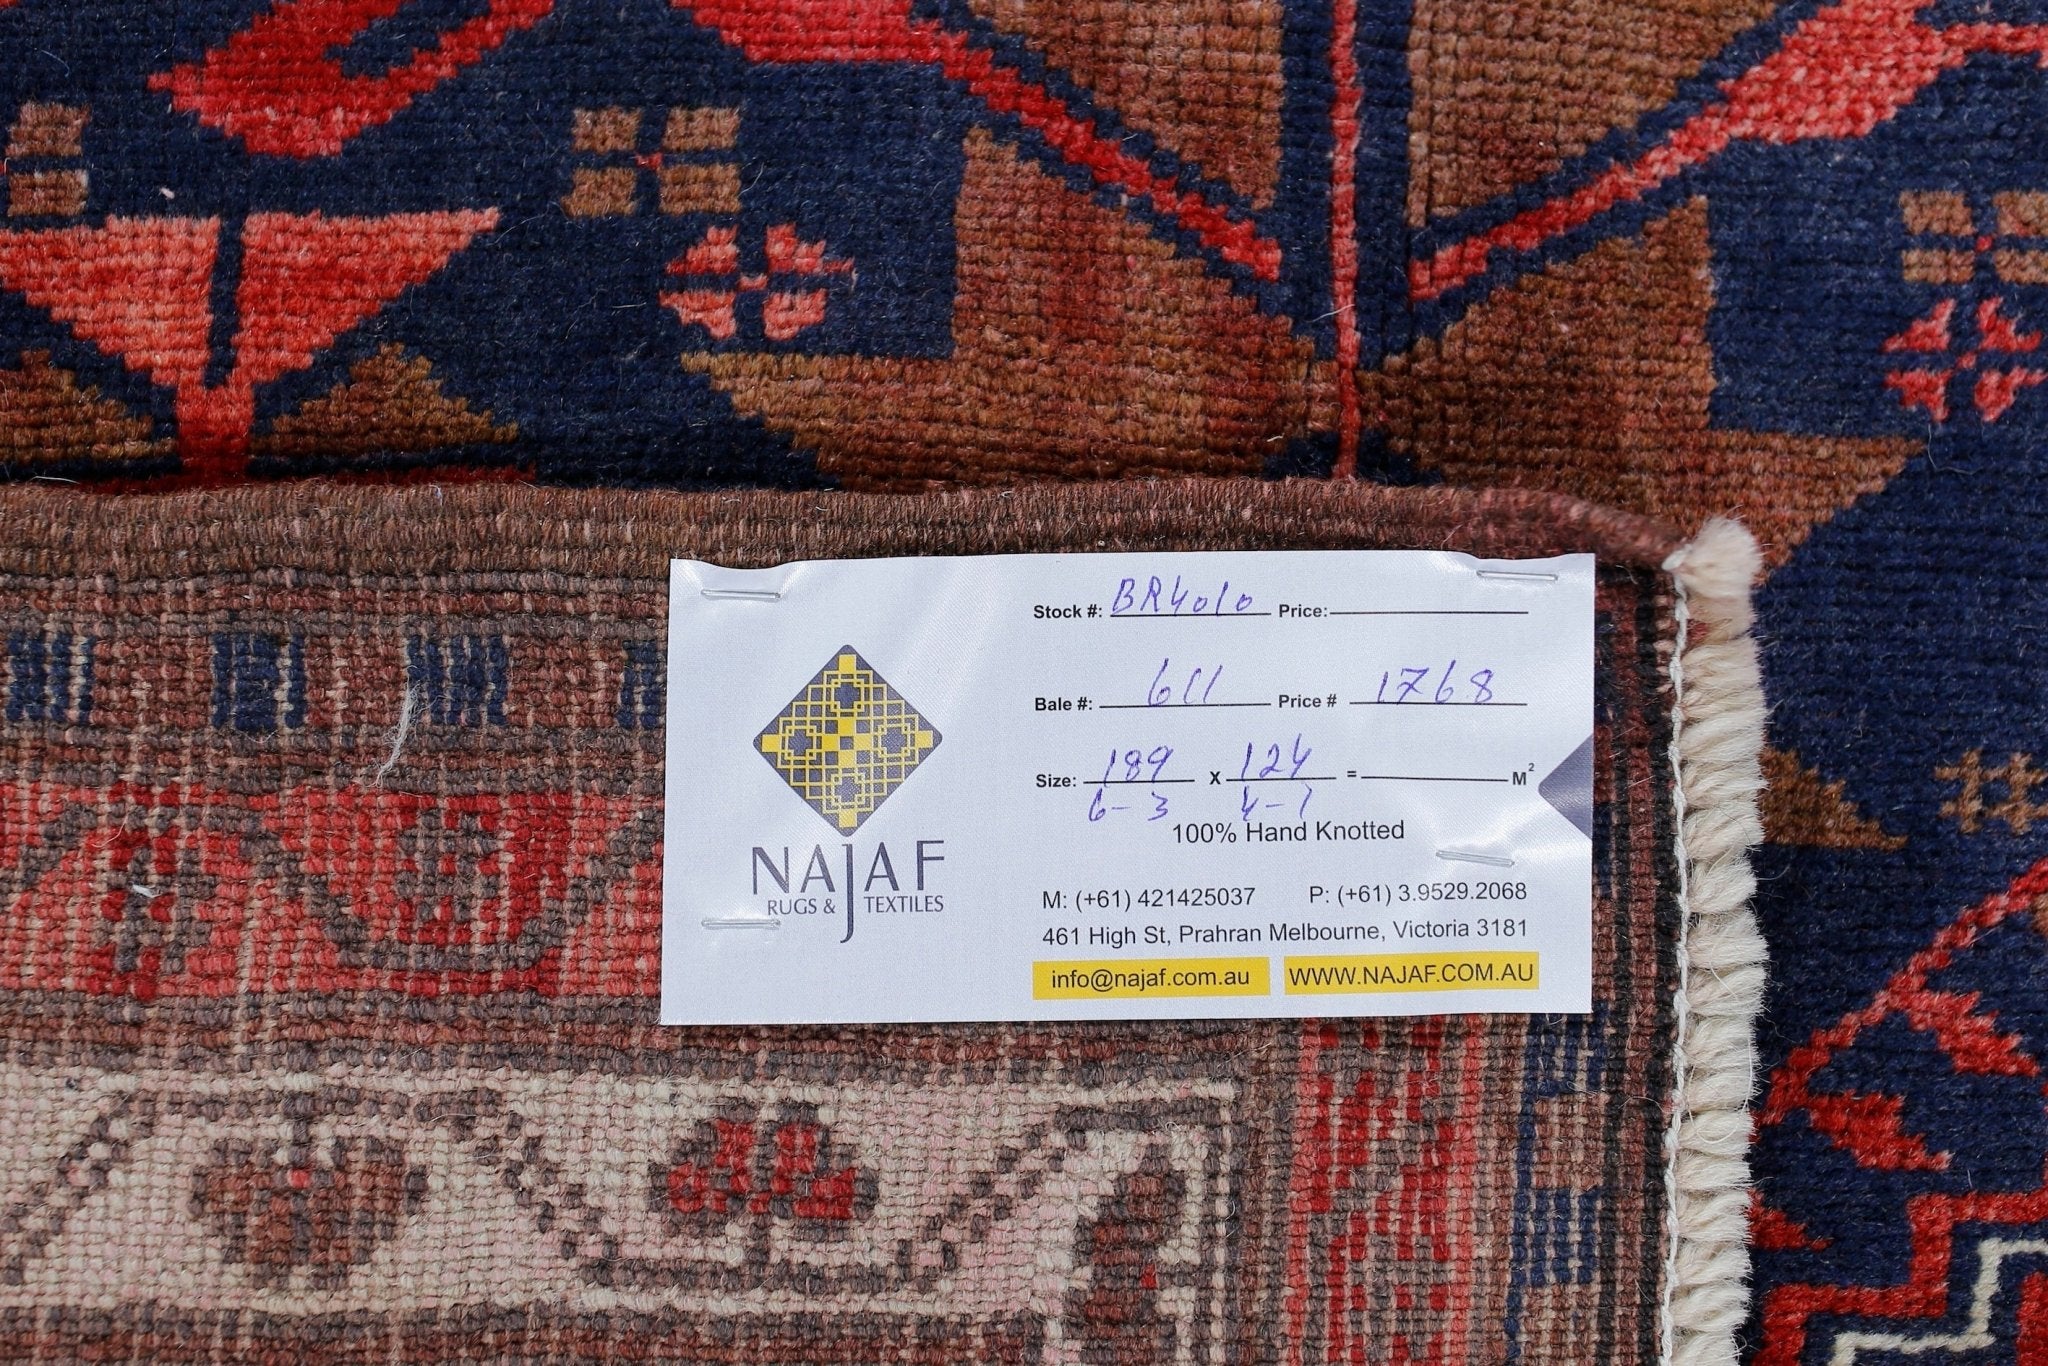 Stock #: BR4010 Price:
Bale #: 611 Price # 1768
Size: 189 X 124 = M²
6-3 4-1
100% Hand Knotted
NAJAF
RUGS & TEXTILES
M: (+61) 421425037 P: (+61) 3.9529.2068
461 High St, Prahran Melbourne, Victoria 3181
info@najaf.com.au WWW.NAJAF.COM.AU